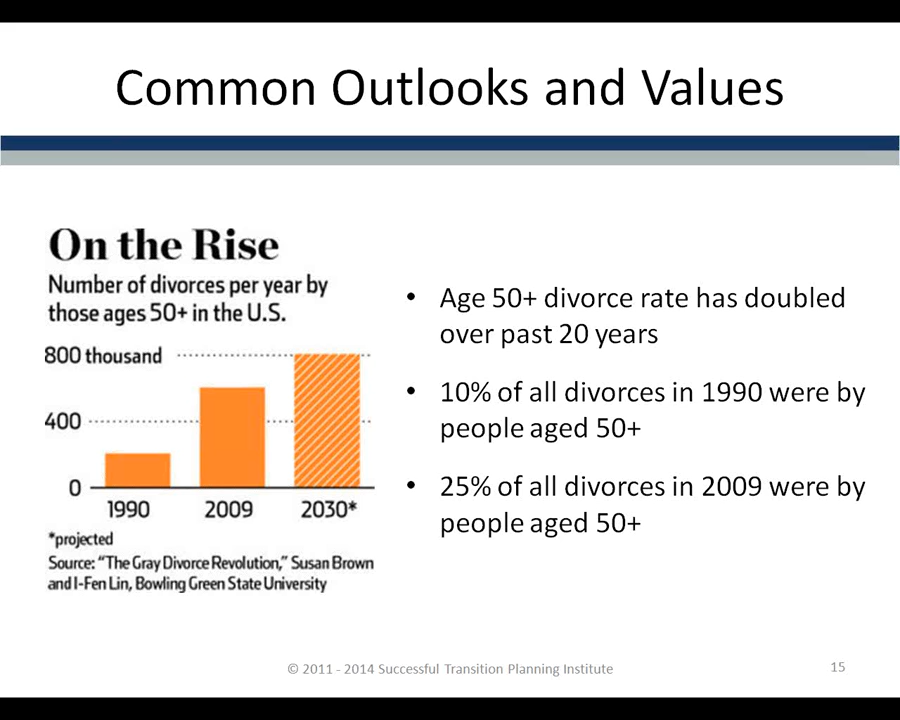 Common Outlooks and Values
On the Rise
Number of divorces per year by
those ages 50+ in the U.S.
800 thousand
400
0
1990 2009 2030*
*projected
Source: “The Gray Divorce Revolution,” Susan Brown
and I-Fen Lin, Bowling Green State University
• Age 50+ divorce rate has doubled
over past 20 years
• 10% of all divorces in 1990 were by
people aged 50+
• 25% of all divorces in 2009 were by
people aged 50+
© 2011 - 2014 Successful Transition Planning Institute
15